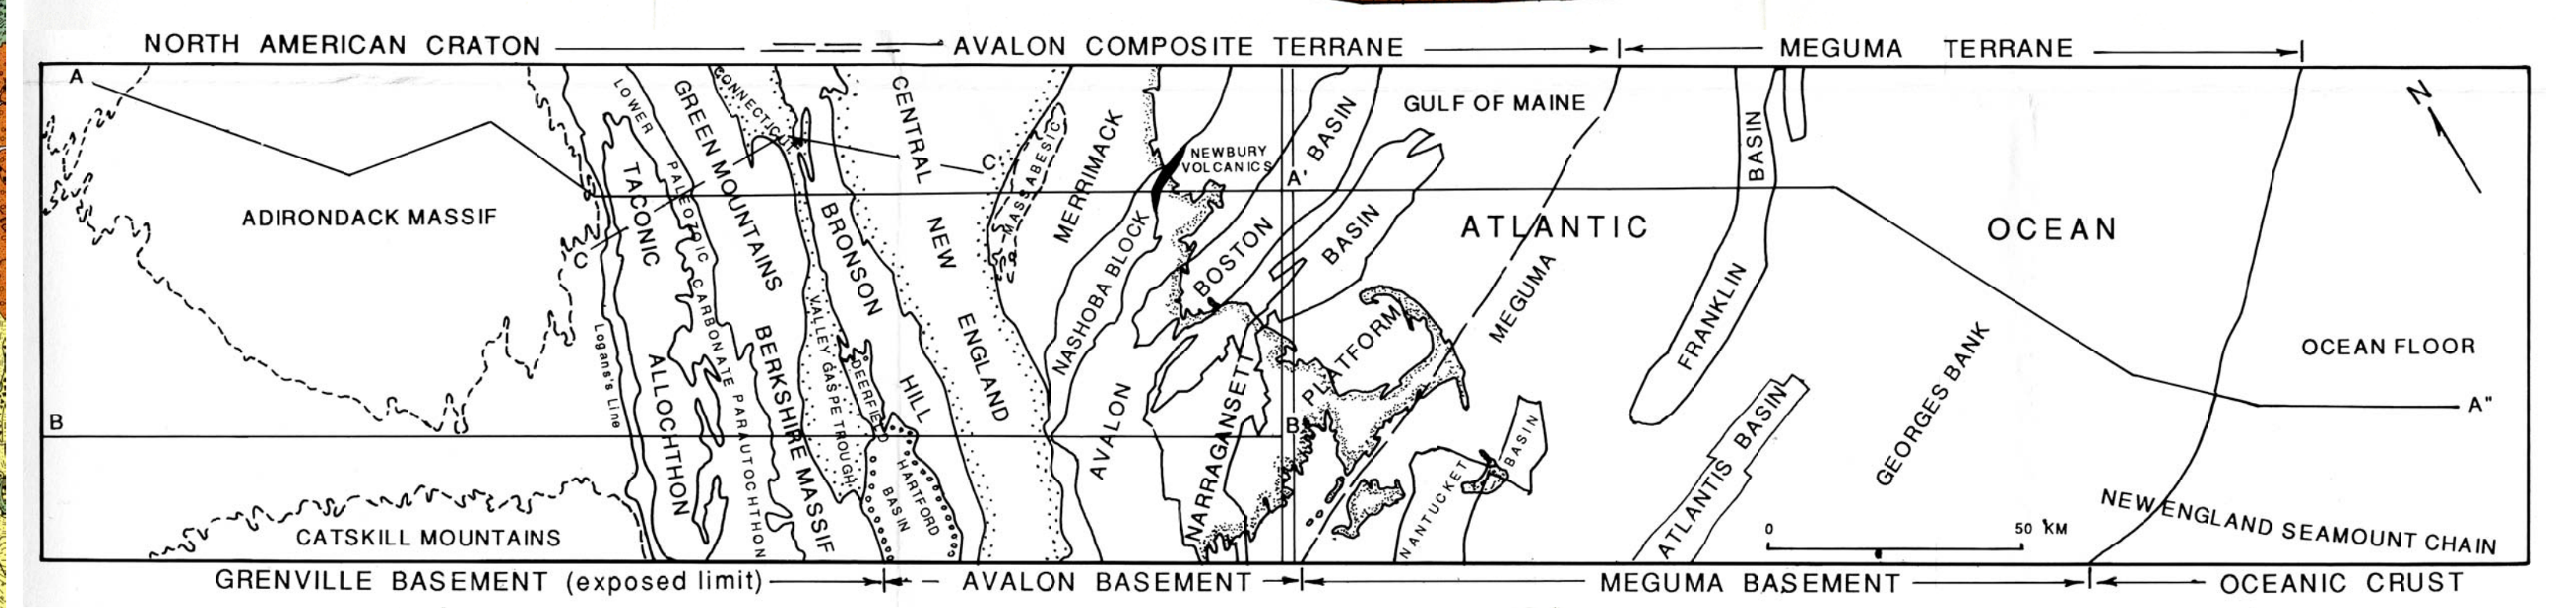 NORTH AMERICAN CRATON
AVALON COMPOSITE TERRANE
MEGUMA TERRANE
A
LOWER
PALEOZOIC
CARBONATE PARAUTOCHTHON
GREEN MOUNTAINS
CONNECTICUT
VALLEY GASPE TROUGH
CENTRAL
NEW
ENGLAND
C'
MASSABESIC
MERRIMACK
NEWBURY
VOLCANICS
A'
BASIN
GULF OF MAINE
BASIN
N
ADIRONDACK MASSIF
C
TACONIC
ALLOCHTHON
BRONSON
HILL
NASHOBA BLOCK
BOSTON
BASIN
ATLANTIC
OCEAN
MEGUMA
FRANKLIN
Logans's Line
BERKSHIRE MASSIF
DEERFIELD
PLATFORM
GEORGES BANK
OCEAN FLOOR
B
AVALON
NARRAGANSETT
B'
BASIN
NANTUCKET
ATLANTIS BASIN
A"
HARTFORD
BASIN
CATSKILL MOUNTAINS
0 50 KM
NEW ENGLAND SEAMOUNT CHAIN
GRENVILLE BASEMENT (exposed limit)
AVALON BASEMENT
MEGUMA BASEMENT
OCEANIC CRUST